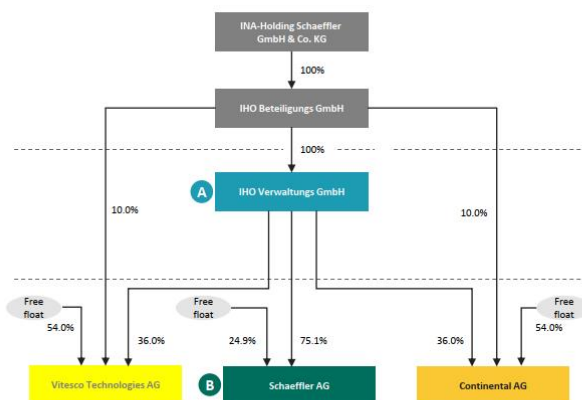 INA-Holding Schaeffler
GmbH & Co. KG
100%
IHO Beteiligungs GmbH
100%
A
IHO Verwaltungs GmbH
10.0%
10.0%
Free
float
54.0%
36.0%
Free
float
24.9%
75.1%
36.0%
Free
float
54.0%
Vitesco Technologies AG
B
Schaeffler AG
Continental AG